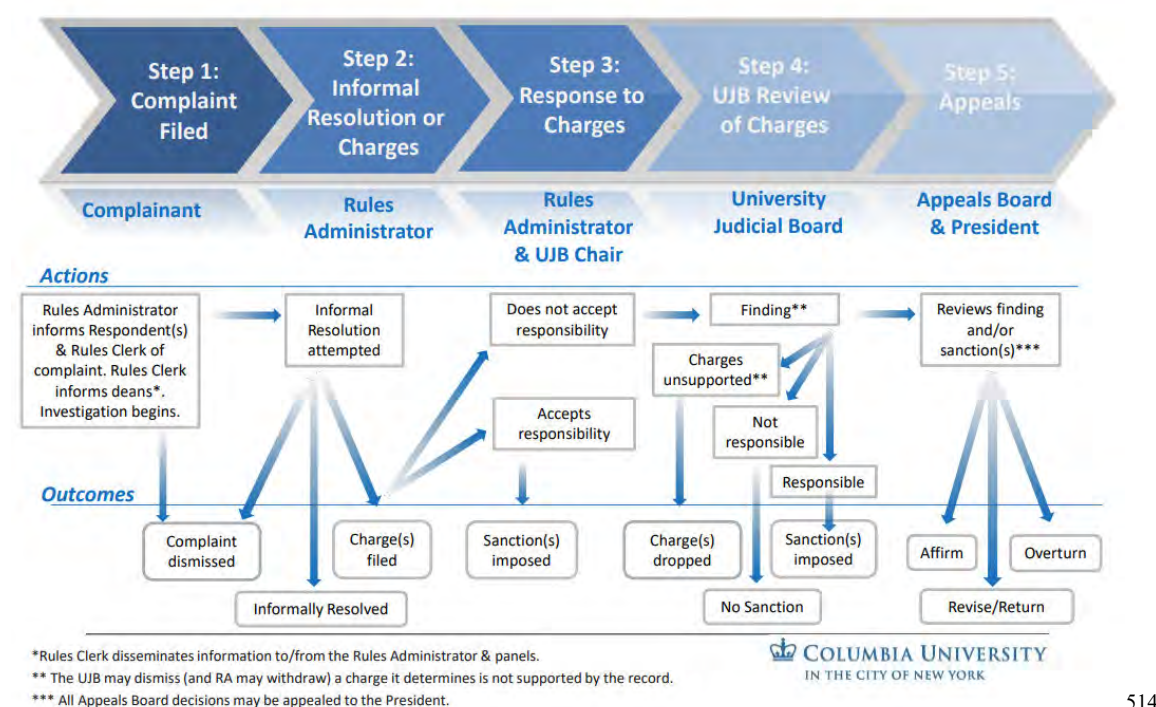 Step 1:
Complaint
Filed
Step 2:
Informal
Resolution or
Charges
Step 3:
Response to
Charges
Step 4:
UJB Review
of Charges
Step 5:
Appeals
Complainant
Rules
Administrator
Rules
Administrator
& UJB Chair
University
Judicial Board
Appeals Board
& President
Actions
Rules Administrator
informs Respondent(s)
& Rules Clerk of
complaint. Rules Clerk
informs deans*.
Investigation begins.
Informal
Resolution
attempted
Does not accept
responsibility
Accepts
responsibility
Finding**
Charges
unsupported**
Not
responsible
Responsible
Reviews finding
and/or
sanction(s)***
Outcomes
Complaint
dismissed
Informally Resolved
Charge(s)
filed
Sanction(s)
imposed
Charge(s)
dropped
No Sanction
Sanction(s)
imposed
Affirm
Revise/Return
Overturn
*Rules Clerk disseminates information to/from the Rules Administrator & panels.
** The UJB may dismiss (and RA may withdraw) a charge it determines is not supported by the record.
*** All Appeals Board decisions may be appealed to the President.
COLUMBIA UNIVERSITY
IN THE CITY OF NEW YORK
514